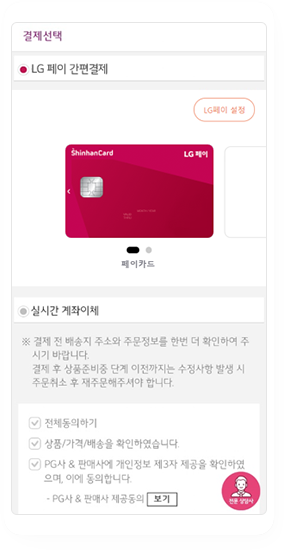 결제선택
LG 페이 간편결제
LG페이 설정
ShinhanCard LG 페이
페이카드
실시간 계좌이체
※ 결제 전 배송지 주소와 주문정보를 한번 더 확인하여 주
시기 바랍니다.
결제 후 상품준비중 단계 이전까지는 수정사항 발생 시
주문취소 후 재주문해주셔야 합니다.
전체동의하기
상품/가격/배송을 확인하였습니다.
PG사 & 판매사에 개인정보 제3자 제공을 확인하였
으며, 이에 동의합니다.
- PG사 & 판매사 제공동의 보기
전문 상담사